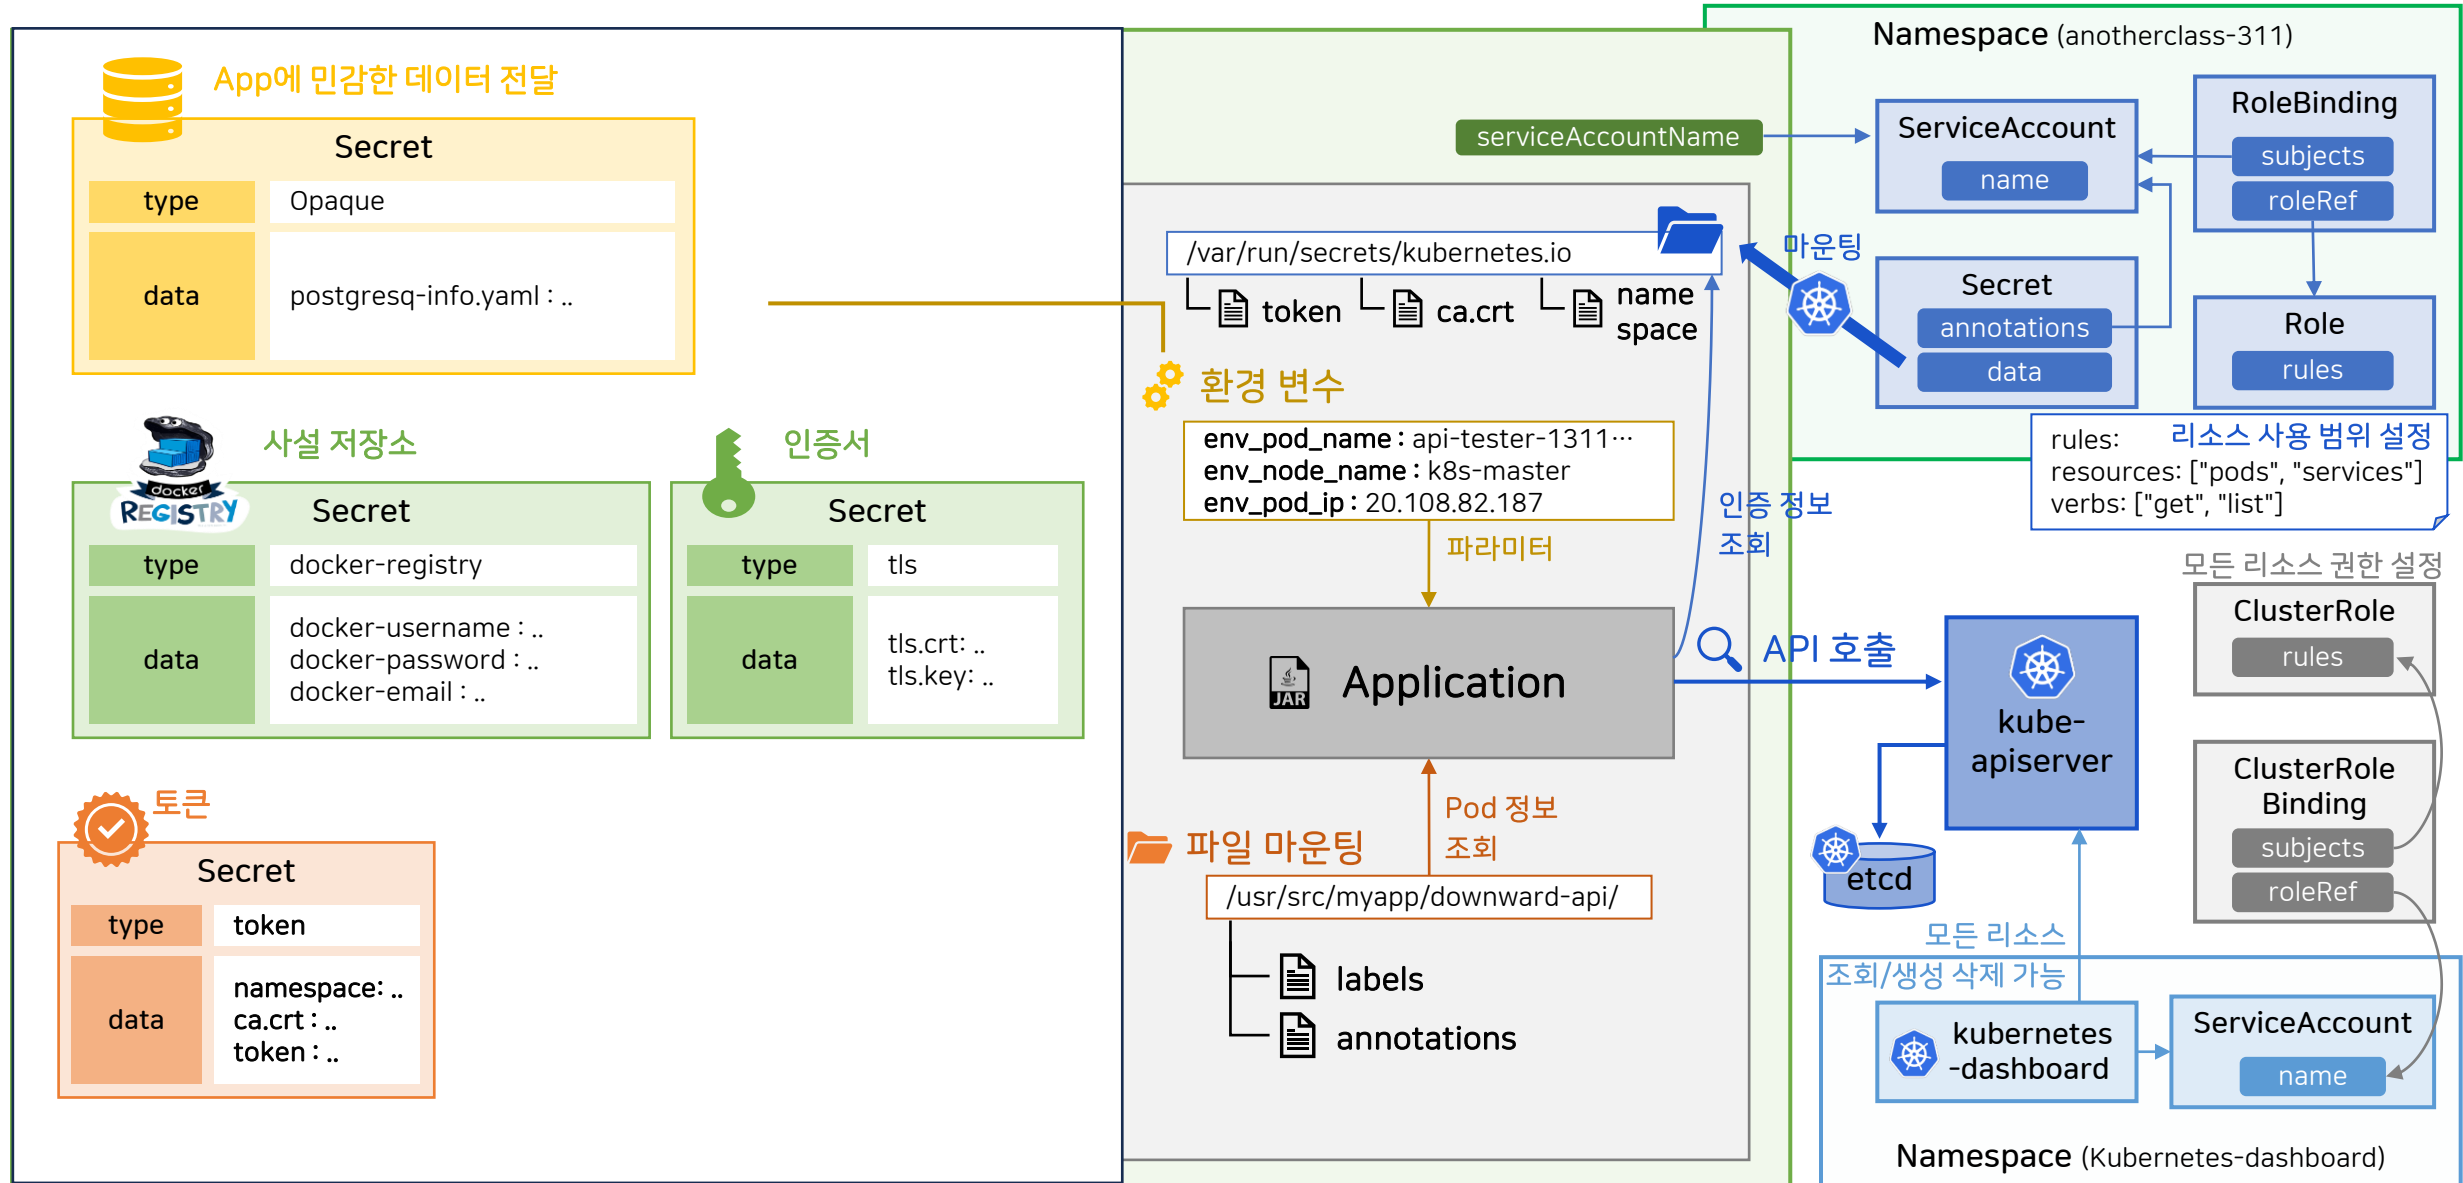 App에 민감한 데이터 전달
Secret
type
Opaque
data
postgresq-info.yaml : ..
사설 저장소
docker
REGISTRY
Secret
type
docker-registry
data
docker-username : ..
docker-password : ..
docker-email : ..
인증서
Secret
type
tls
data
tls.crt: ..
tls.key: ..
토큰
Secret
type
token
data
namespace: ..
ca.crt : ..
token : ..
serviceAccountName
/var/run/secrets/kubernetes.io
token
ca.crt
name
space
환경 변수
env_pod_name : api-tester-1311…
env_node_name : k8s-master
env_pod_ip : 20.108.82.187
파라미터
인증 정보
조회
JAR
Application
API 호출
Pod 정보
조회
파일 마운팅
/usr/src/myapp/downward-api/
labels
annotations
Namespace (anotherclass-311)
ServiceAccount
name
RoleBinding
subjects
roleRef
마운팅
Secret
annotations
data
Role
rules
rules:
리소스 사용 범위 설정
resources: ["pods", "services"]
verbs: ["get", "list"]
모든 리소스 권한 설정
ClusterRole
rules
kube-
apiserver
ClusterRole
Binding
subjects
roleRef
etcd
모든 리소스
조회/생성 삭제 가능
kubernetes
-dashboard
ServiceAccount
name
Namespace (Kubernetes-dashboard)